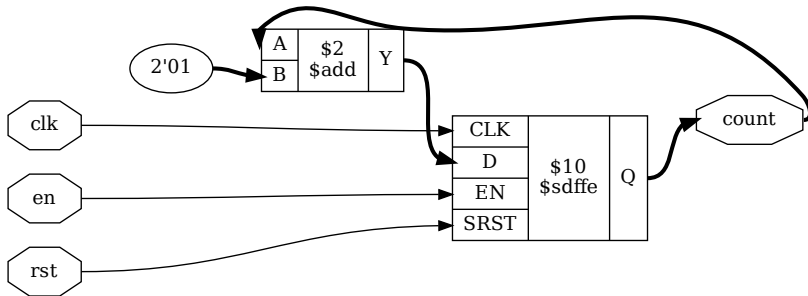 A
B
$2
$add
Y
2'01
clk
en
rst
CLK
D
EN
SRST
$10
$sdffe
Q
count